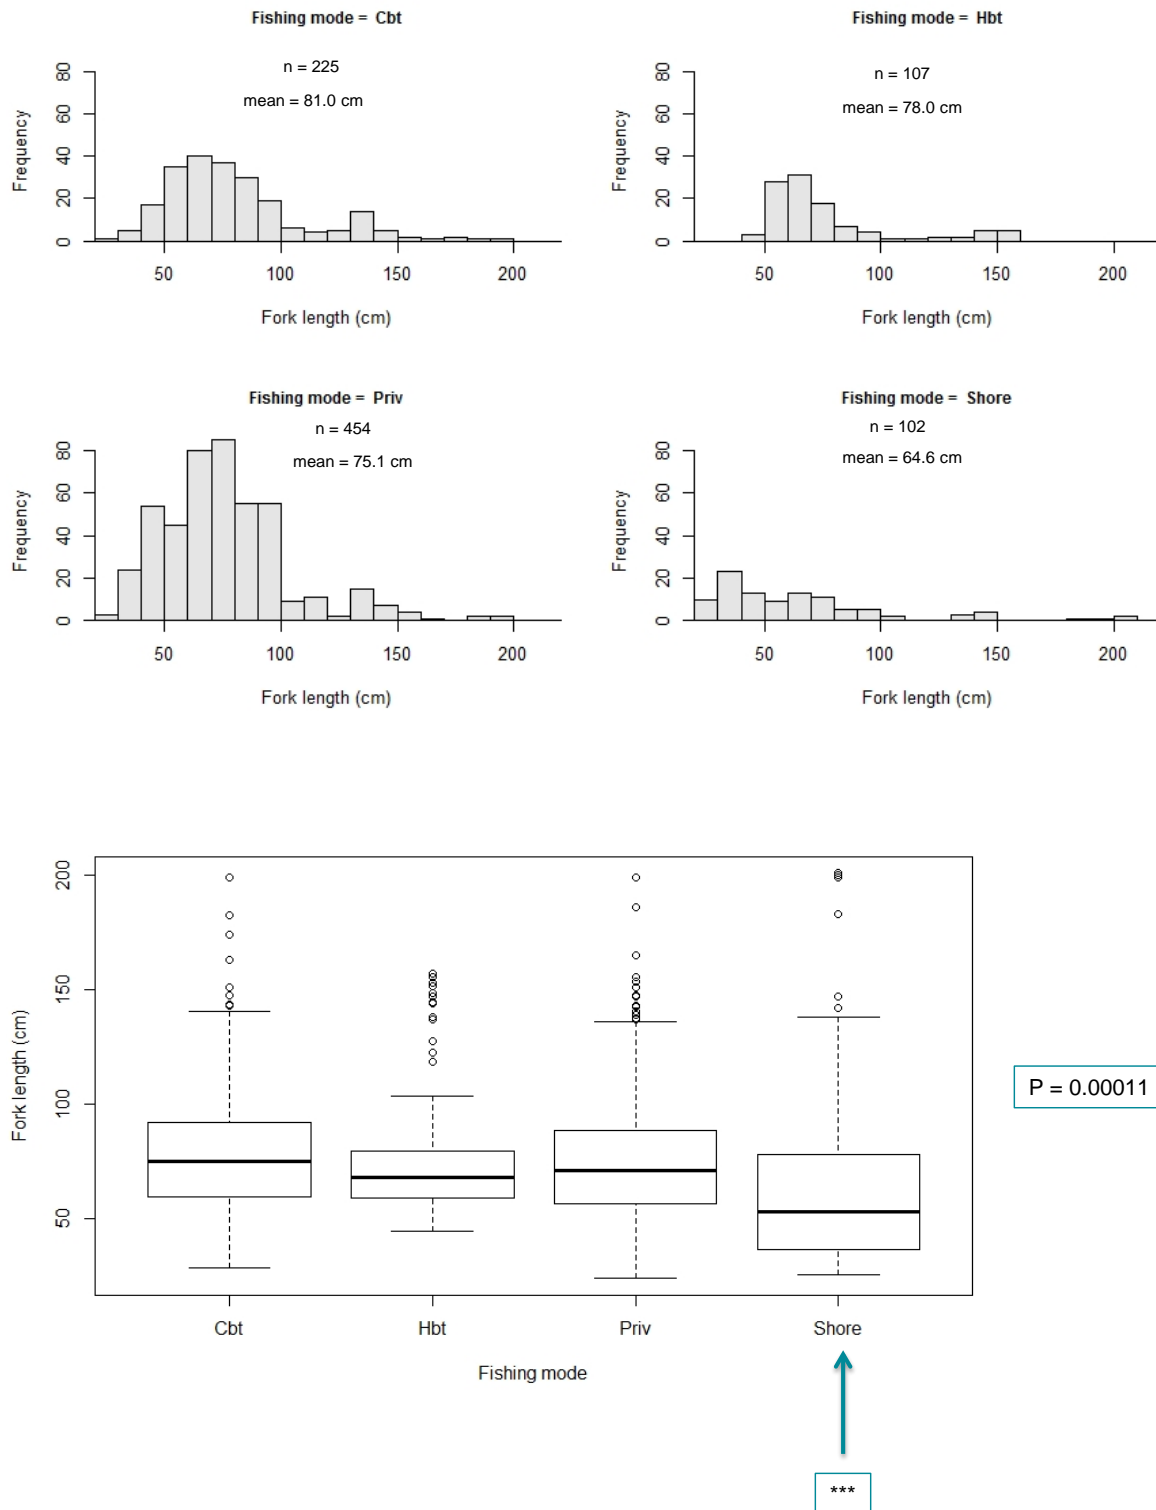 Fishing mode = Cbt
n = 225
mean = 81.0 cm
Frequency
0
20
40
60
80
50
100
150
200
Fork length (cm)
Fishing mode = Hbt
n = 107
mean = 78.0 cm
Frequency
0
20
40
60
80
50
100
150
200
Fork length (cm)
Fishing mode = Priv
n = 454
mean = 75.1 cm
Frequency
0
20
40
60
80
50
100
150
200
Fork length (cm)
Fishing mode = Shore
n = 102
mean = 64.6 cm
Frequency
0
20
40
60
80
50
100
150
200
Fork length (cm)
Fork length (cm)
50
100
150
200
Cbt
Hbt
Priv
Shore
Fishing mode
P = 0.00011
***